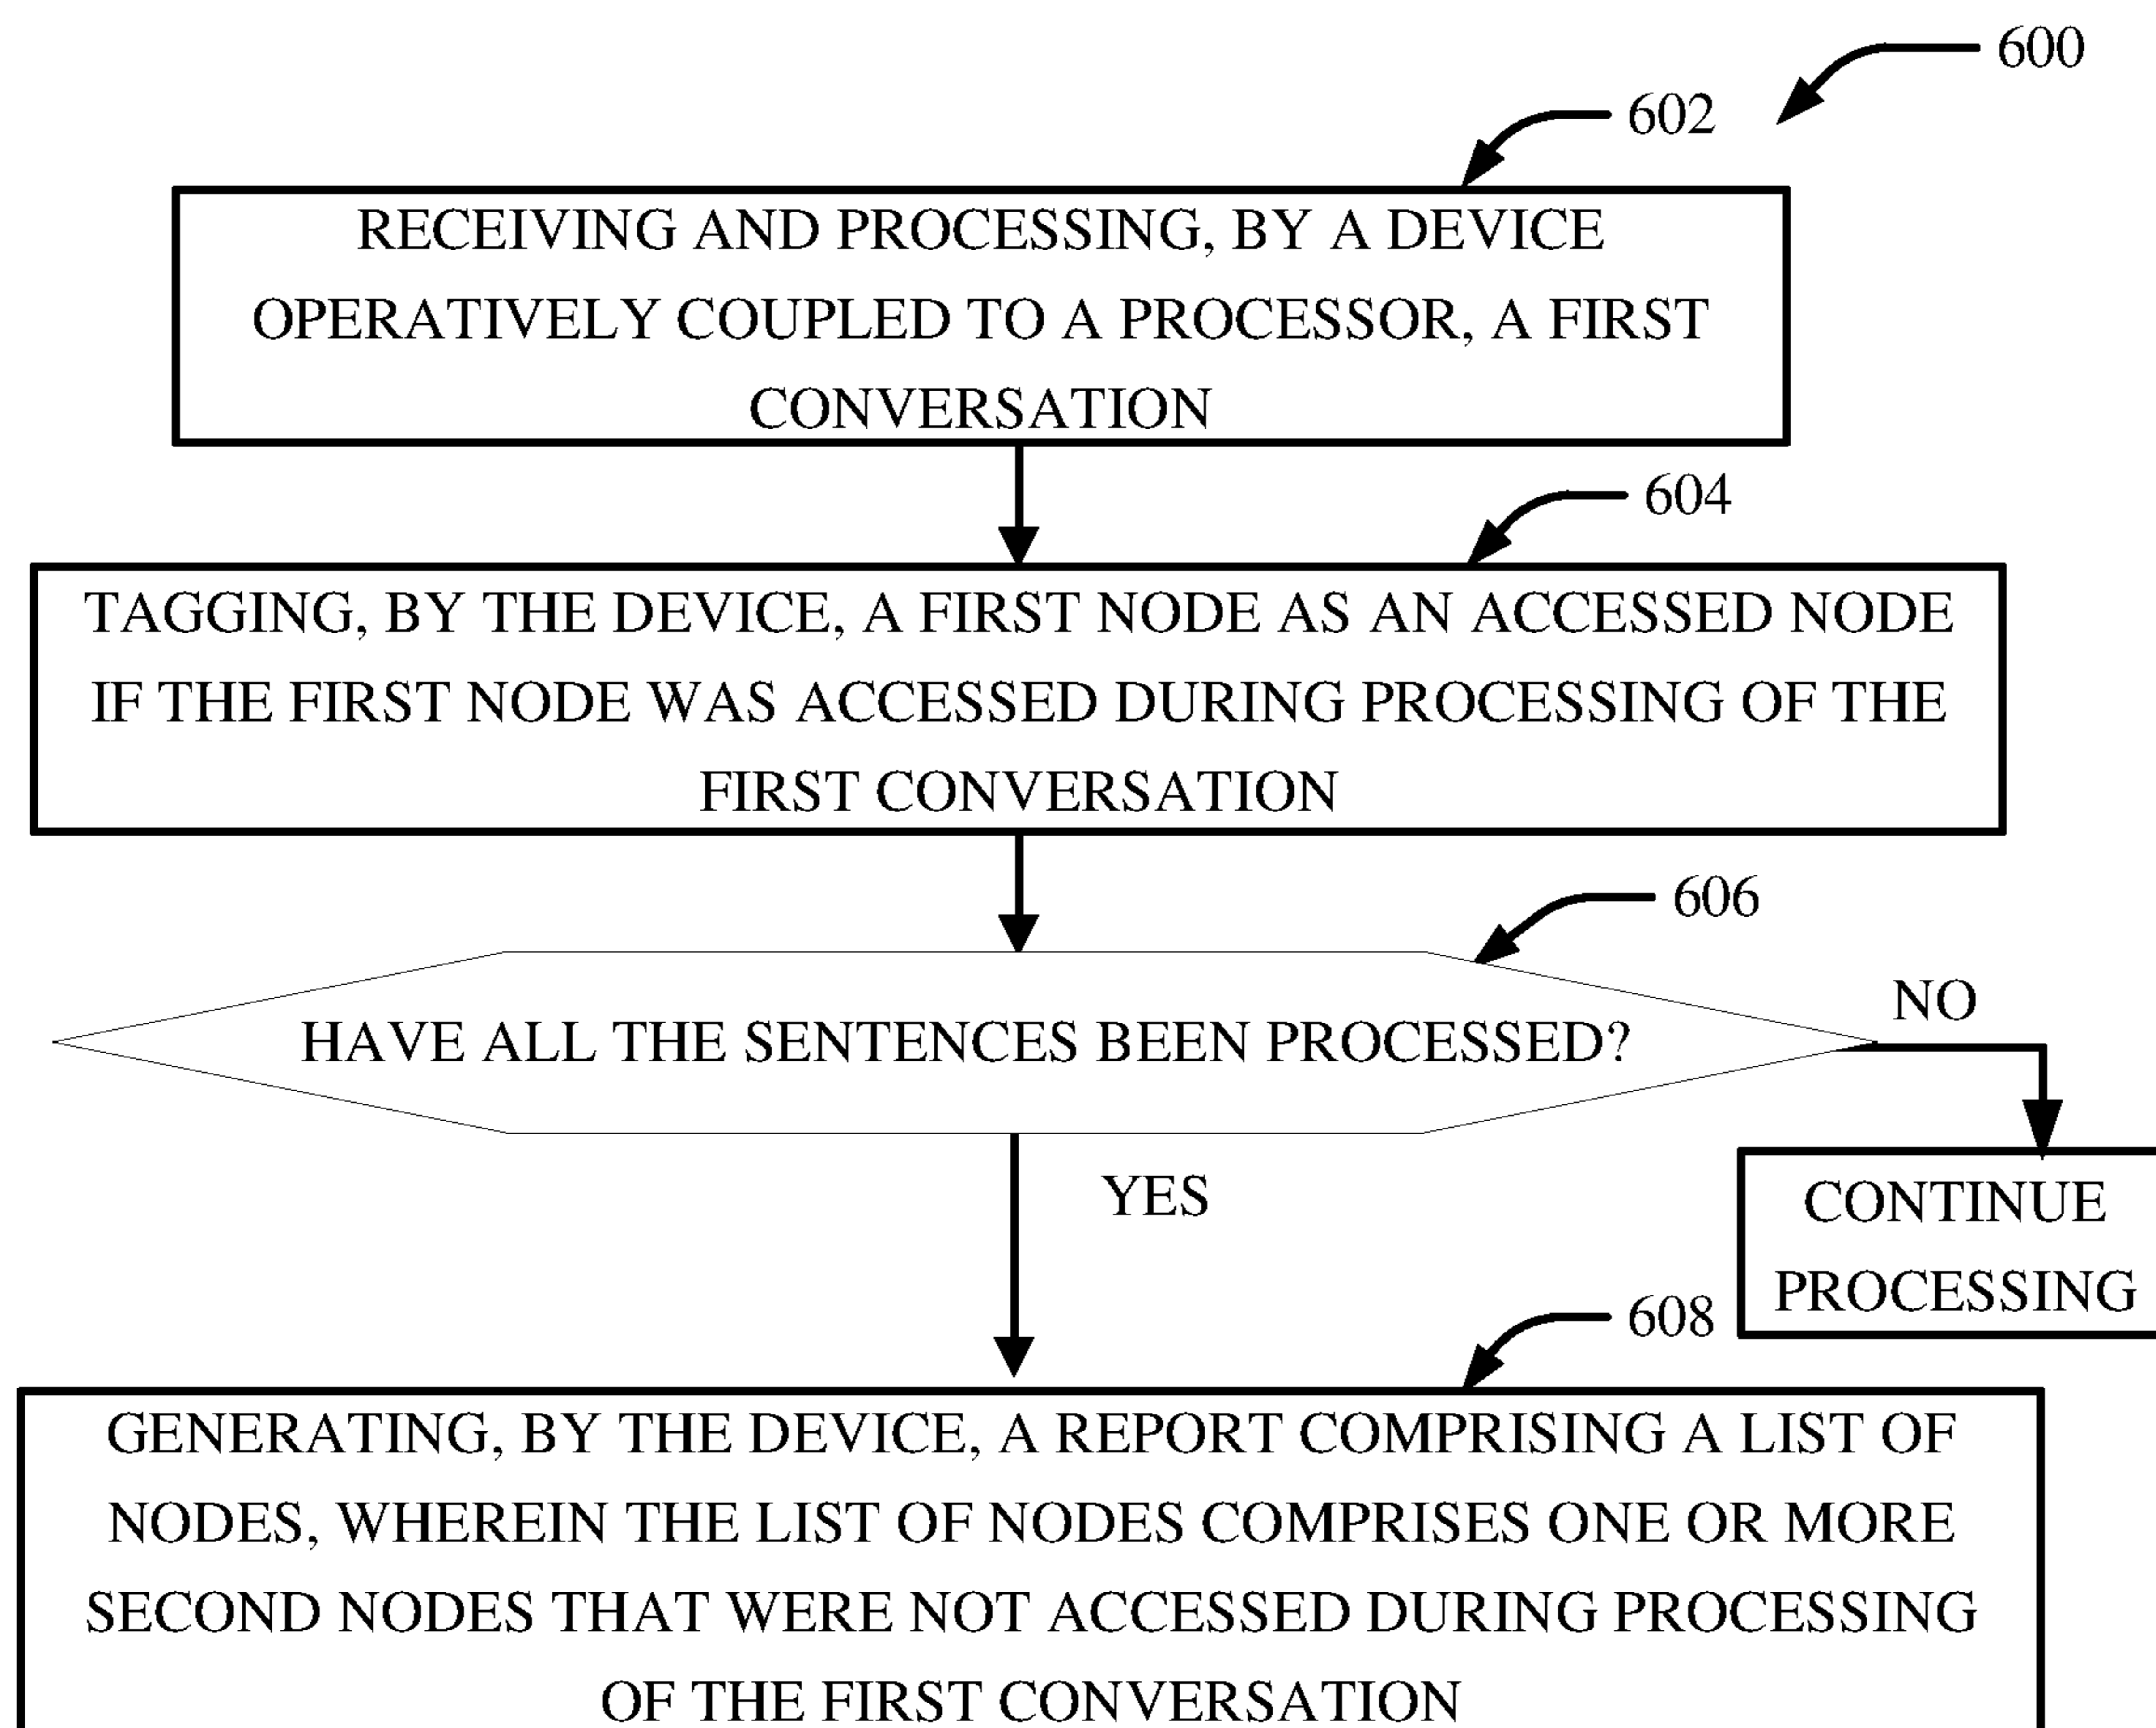 600
602
RECEIVING AND PROCESSING, BY A DEVICE
OPERATIVELY COUPLED TO A PROCESSOR, A FIRST
CONVERSATION
604
TAGGING, BY THE DEVICE, A FIRST NODE AS AN ACCESSED NODE
IF THE FIRST NODE WAS ACCESSED DURING PROCESSING OF THE
FIRST CONVERSATION
606
HAVE ALL THE SENTENCES BEEN PROCESSED?
NO
YES
CONTINUE
PROCESSING
608
GENERATING, BY THE DEVICE, A REPORT COMPRISING A LIST OF
NODES, WHEREIN THE LIST OF NODES COMPRISES ONE OR MORE
SECOND NODES THAT WERE NOT ACCESSED DURING PROCESSING
OF THE FIRST CONVERSATION